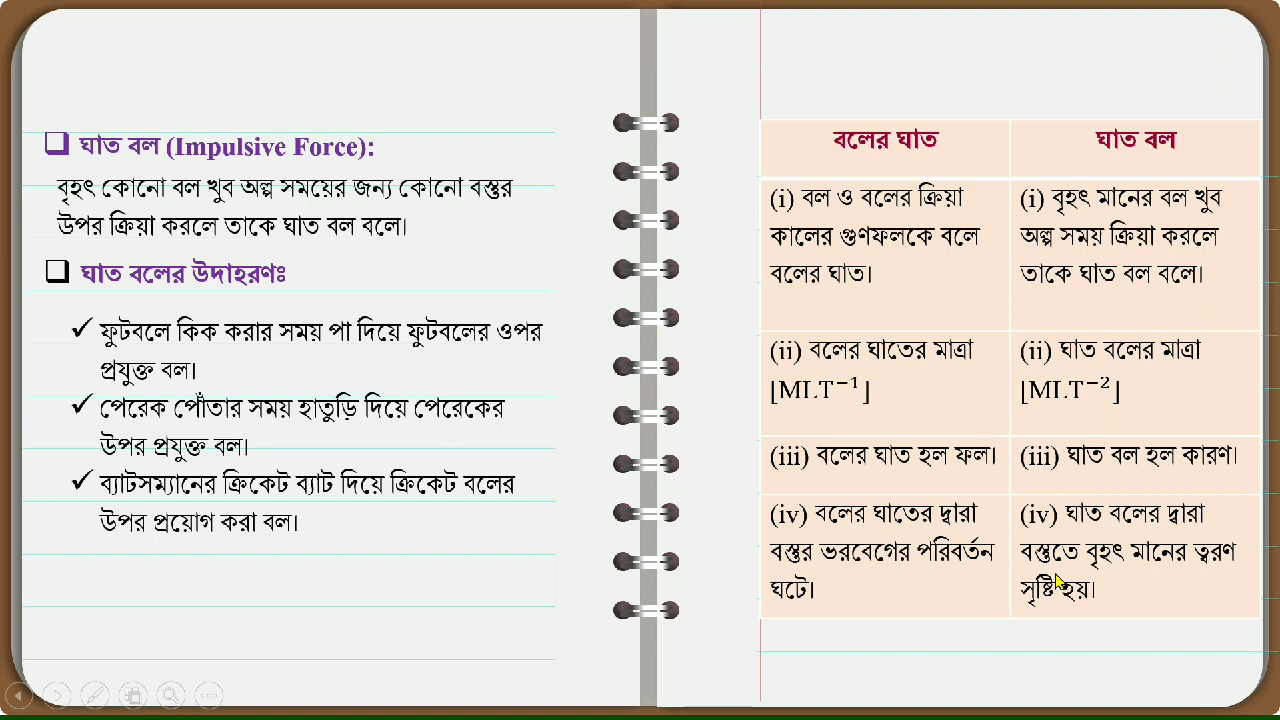 ঘাত বল (Impulsive Force):
বৃহৎ কোনো বল খুব অল্প সময়ের জন্য কোনো বস্তুর
উপর ক্রিয়া করলে তাকে ঘাত বল বলে।
ঘাত বলের উদাহরণঃ
✓ ফুটবলে কিক করার সময় পা দিয়ে ফুটবলের ওপর
প্রযুক্ত বল।
✓ পেরেক পোঁতার সময় হাতুড়ি দিয়ে পেরেকের
উপর প্রযুক্ত বল।
✓ ব্যাটসম্যানের ক্রিকেট ব্যাট দিয়ে ক্রিকেট বলের
উপর প্রয়োগ করা বল।
বলের ঘাত
ঘাত বল
(i) বল ও বলের ক্রিয়া
কালের গুণফলকে বলে
বলের ঘাত।
(i) বৃহৎ মানের বল খুব
অল্প সময় ক্রিয়া করলে
তাকে ঘাত বল বলে।
(ii) বলের ঘাতের মাত্রা
[MLT⁻¹]
(ii) ঘাত বলের মাত্রা
[MLT⁻²]
(iii) বলের ঘাত হল ফল।
(iii) ঘাত বল হল কারণ।
(iv) বলের ঘাতের দ্বারা
বস্তুর ভরবেগের পরিবর্তন
ঘটে।
(iv) ঘাত বলের দ্বারা
বস্তুতে বৃহৎ মানের ত্বরণ
সৃষ্টি হয়।